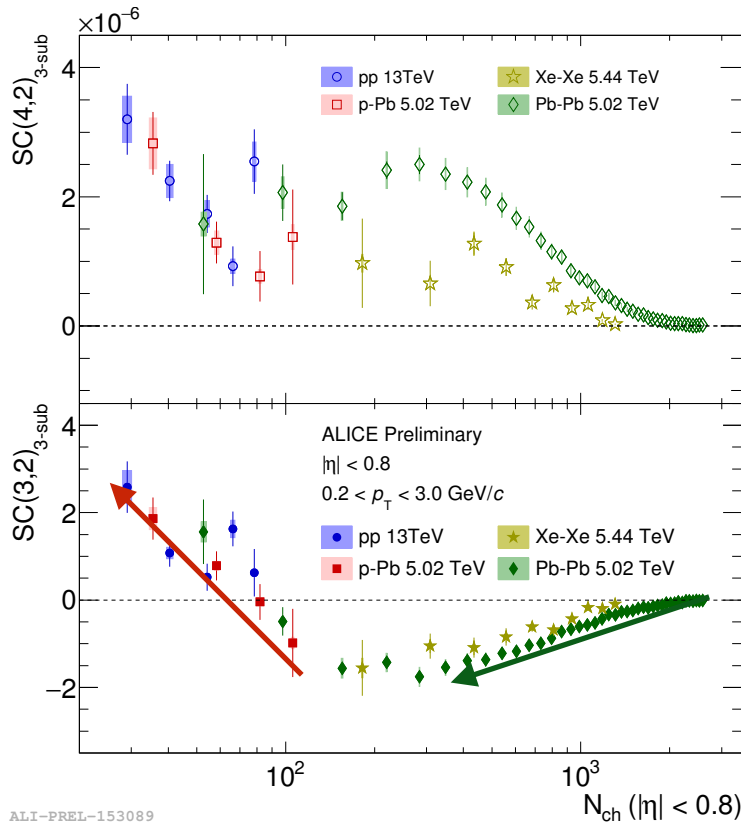 ×10⁻⁶
SC(4,2)3-sub
4
2
0
pp 13TeV
p-Pb 5.02 TeV
Xe-Xe 5.44 TeV
Pb-Pb 5.02 TeV
SC(3,2)3-sub
4
2
0
−2
ALICE Preliminary
|η| < 0.8
0.2 < pT < 3.0 GeV/c
pp 13TeV
p-Pb 5.02 TeV
Xe-Xe 5.44 TeV
Pb-Pb 5.02 TeV
10²
10³
Nch (|η| < 0.8)
ALI-PREL-153089